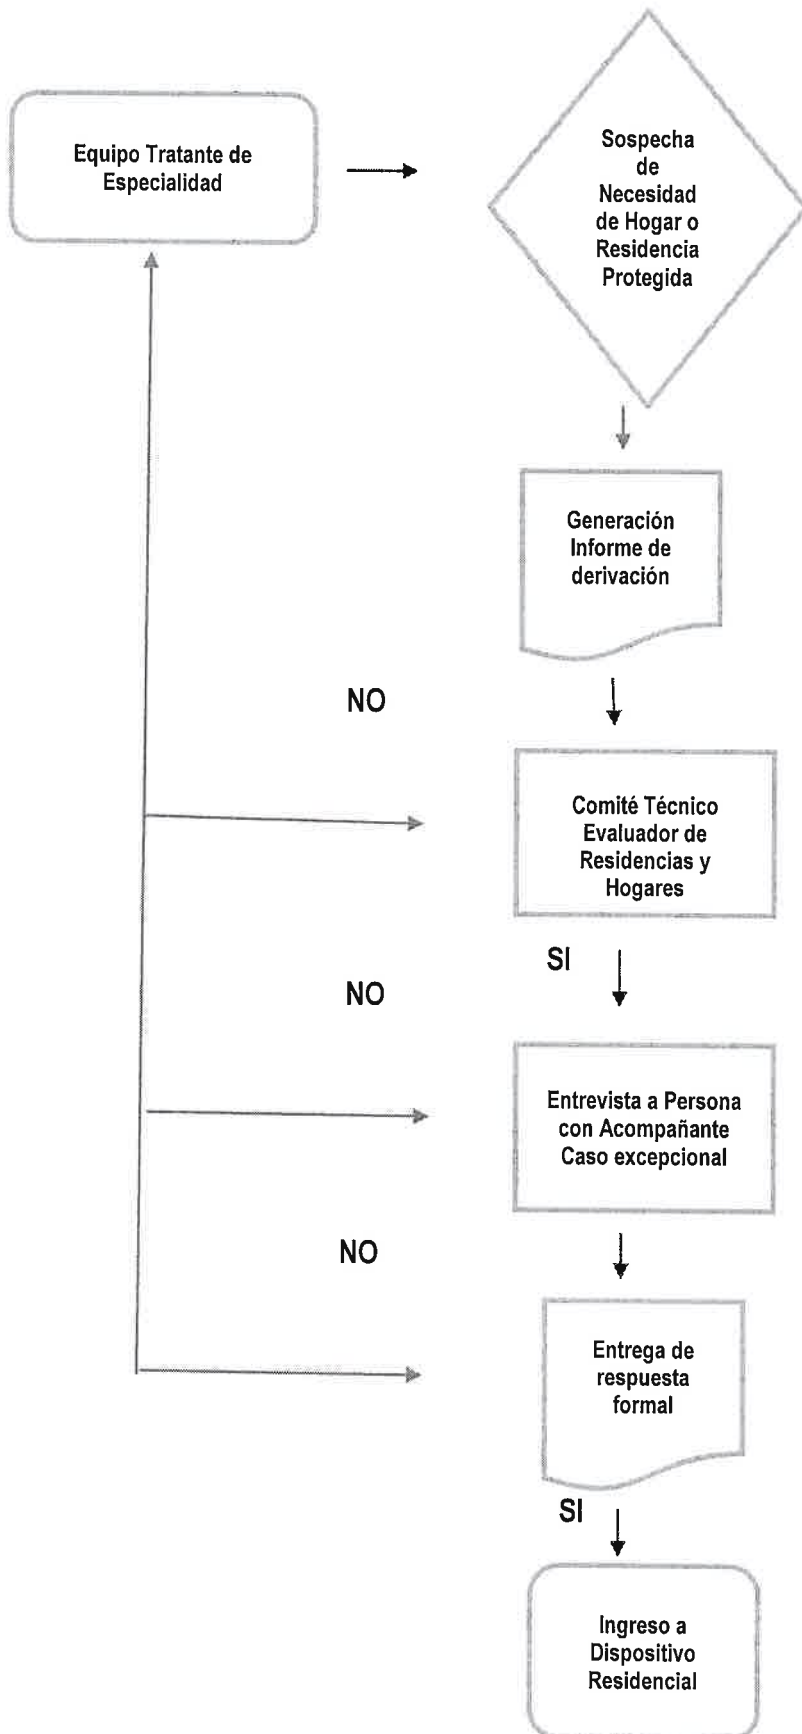 Equipo Tratante de
Especialidad
Sospecha
de
Necesidad
de Hogar o
Residencia
Protegida
Generación
Informe de
derivación
NO
Comité Técnico
Evaluador de
Residencias y
Hogares
SI
NO
Entrevista a Persona
con Acompañante
Caso excepcional
NO
Entrega de
respuesta
formal
SI
Ingreso a
Dispositivo
Residencial